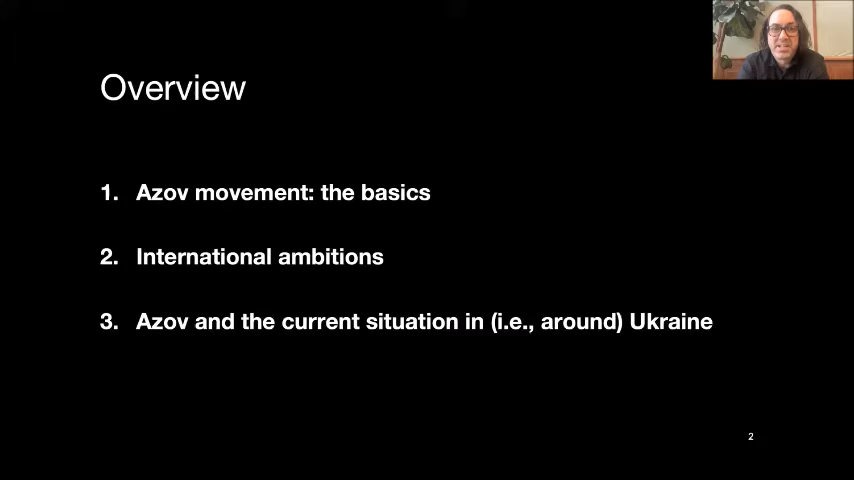 Overview
1. Azov movement: the basics
2. International ambitions
3. Azov and the current situation in (i.e., around) Ukraine
2